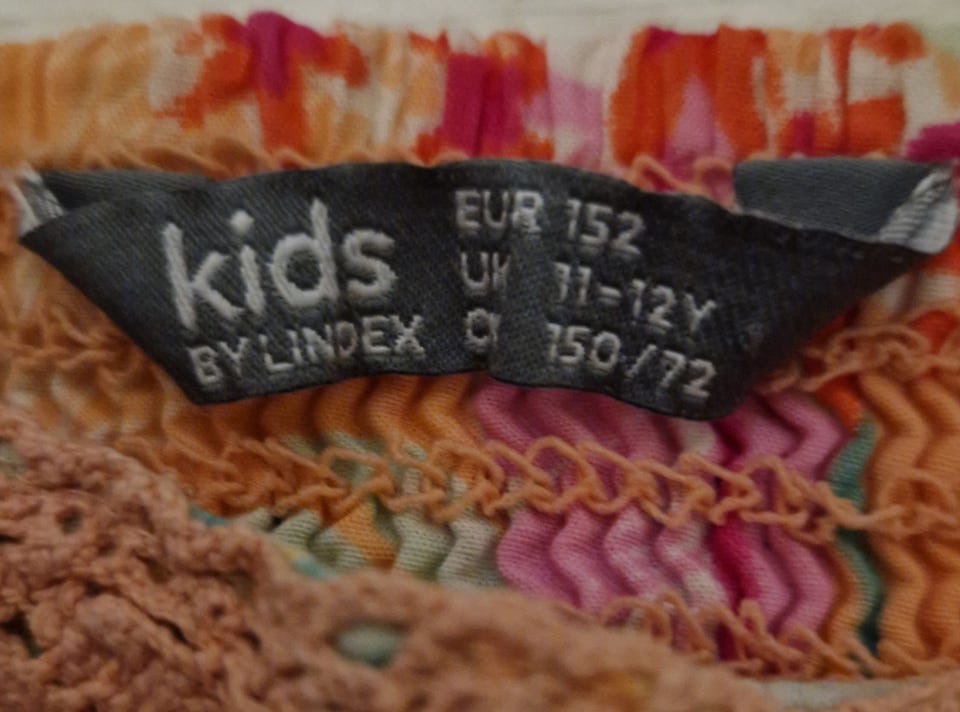 kids
BY LINDEX
EUR 152
UK 11-12Y
150/72